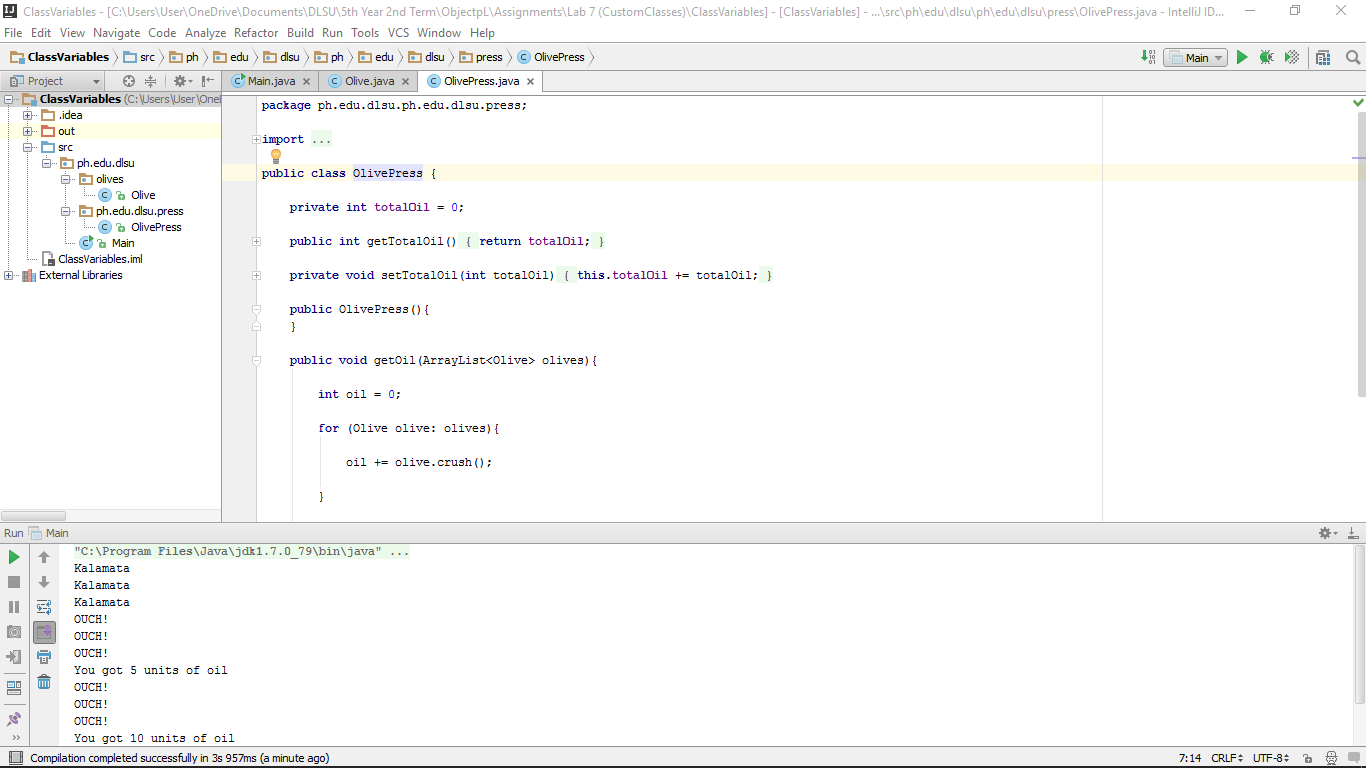 ClassVariables - [C:\Users\User\OneDrive\Documents\DLSU\5th Year 2nd Term\ObjectpL\Assignments\Lab 7 (CustomClasses)\ClassVariables] - [ClassVariables] - ...\src\ph\edu\dlsu\ph\edu\dlsu\press\OlivePress.java - IntelliJ ID...
File Edit View Navigate Code Analyze Refactor Build Run Tools VCS Window Help
ClassVariables src ph edu dlsu ph edu dlsu press OlivePress Main
Project Main.java Olive.java OlivePress.java
ClassVariables (C:\Users\User\OneI
.idea
out
src
ph.edu.dlsu
olives
Olive
ph.edu.dlsu.press
OlivePress
Main
ClassVariables.iml
External Libraries
package ph.edu.dlsu.ph.edu.dlsu.press;
import ...
public class OlivePress {
private int totalOil = 0;
public int getTotalOil() { return totalOil; }
private void setTotalOil(int totalOil) { this.totalOil += totalOil; }
public OlivePress(){
}
public void getOil(ArrayList<Olive> olives){
int oil = 0;
for (Olive olive: olives){
oil += olive.crush();
}
Run Main
"C:\Program Files\Java\jdk1.7.0_79\bin\java" ...
Kalamata
Kalamata
Kalamata
OUCH!
OUCH!
OUCH!
You got 5 units of oil
OUCH!
OUCH!
OUCH!
You got 10 units of oil
Compilation completed successfully in 3s 957ms (a minute ago) 7:14 CRLF UTF-8